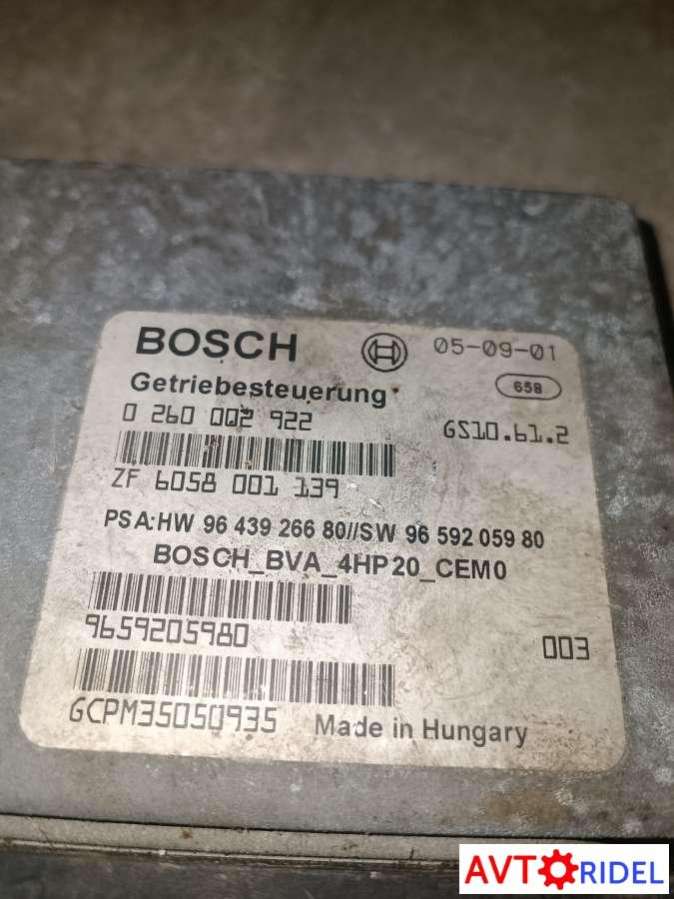 BOSCH 05-09-01
Getriebesteuerung 658
0 260 002 922 GS10.61.2
ZF 6058 001 139
PSA:HW 96 439 266 80//SW 96 592 059 80
BOSCH_BVA_4HP20_CEM0
9659205980 003
GCPM35050935 Made in Hungary
AVTORIDEL